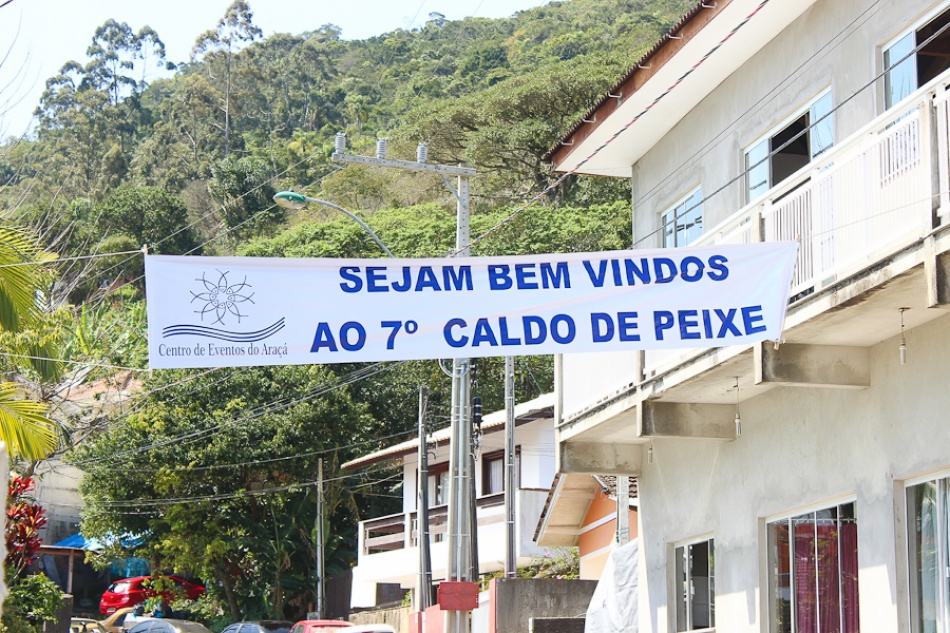 SEJAM BEM VINDOS
AO 7º CALDO DE PEIXE
Centro de Eventos do Araçá